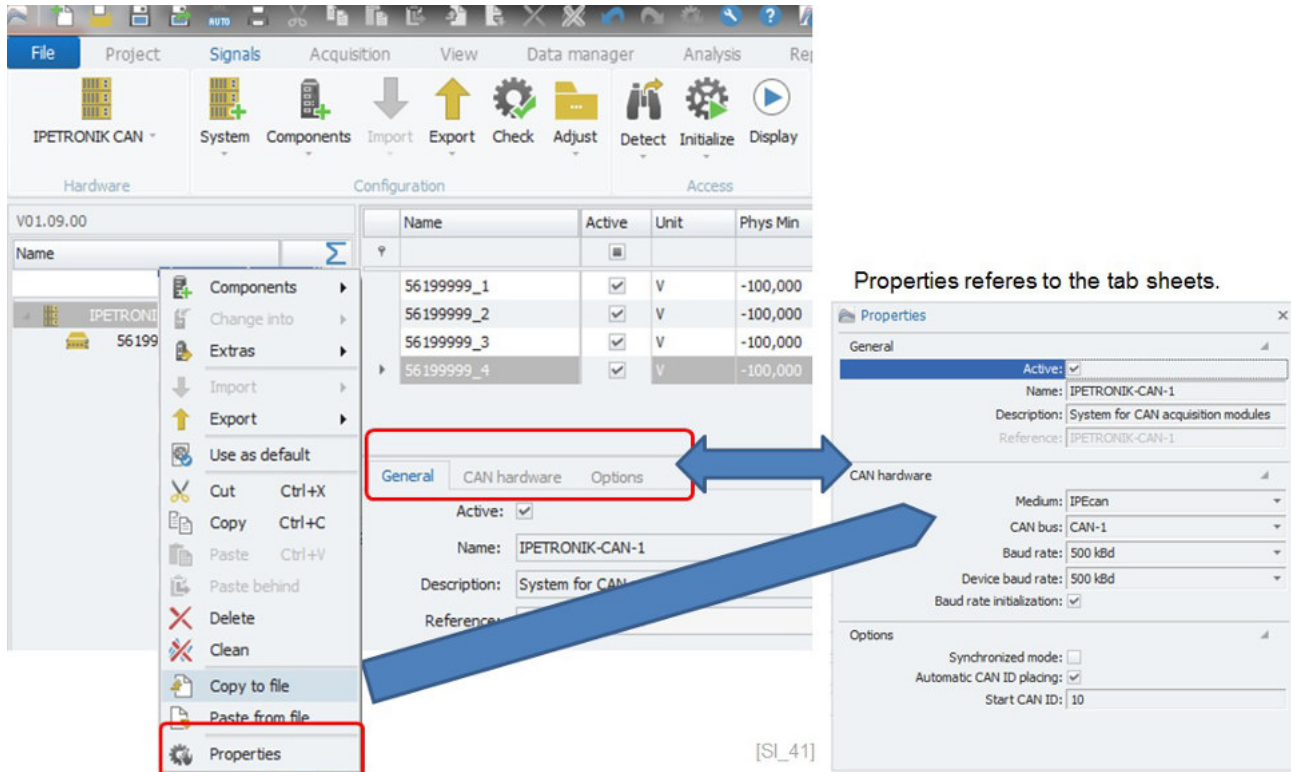 AUTO
File Project Signals Acquisition View Data manager Analysis Re
IPETRONIK CAN System Components Import Export Check Adjust Detect Initialize Display
Hardware Configuration Access
V01.09.00
Name
Name Active Unit Phys Min
56199999_1 V -100,000
56199999_2 V -100,000
56199999_3 V -100,000
56199999_4 V -100,000
IPETRONI
56199
Components
Change into
Extras
Import
Export
Use as default
Cut Ctrl+X
Copy Ctrl+C
Paste Ctrl+V
Paste behind
Delete
Clean
Copy to file
Paste from file
Properties
General CAN hardware Options
Active:
Name: IPETRONIK-CAN-1
Description: System for CAN
Reference:
Properties referes to the tab sheets.
Properties
General
Active:
Name: IPETRONIK-CAN-1
Description: System for CAN acquisition modules
Reference: IPETRONIK-CAN-1
CAN hardware
Medium: IPEcan
CAN bus: CAN-1
Baud rate: 500 kBd
Device baud rate: 500 kBd
Baud rate initialization:
Options
Synchronized mode:
Automatic CAN ID placing:
Start CAN ID: 10
[SI_41]